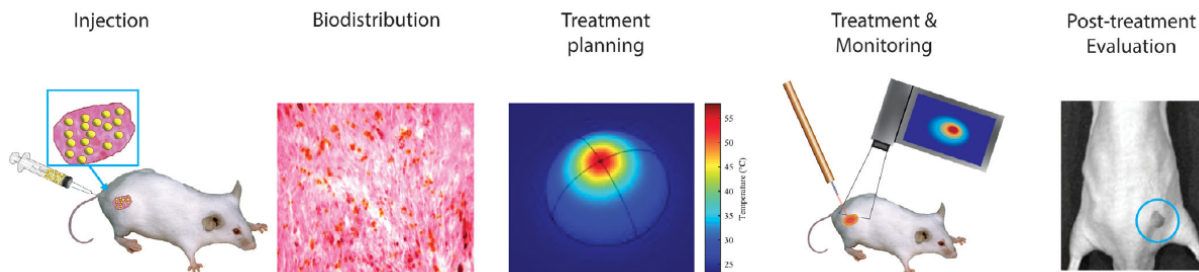 Injection
Biodistribution
Treatment
planning
Treatment &
Monitoring
Post-treatment
Evaluation
55
50
45
40
35
30
25
Temperature (°C)